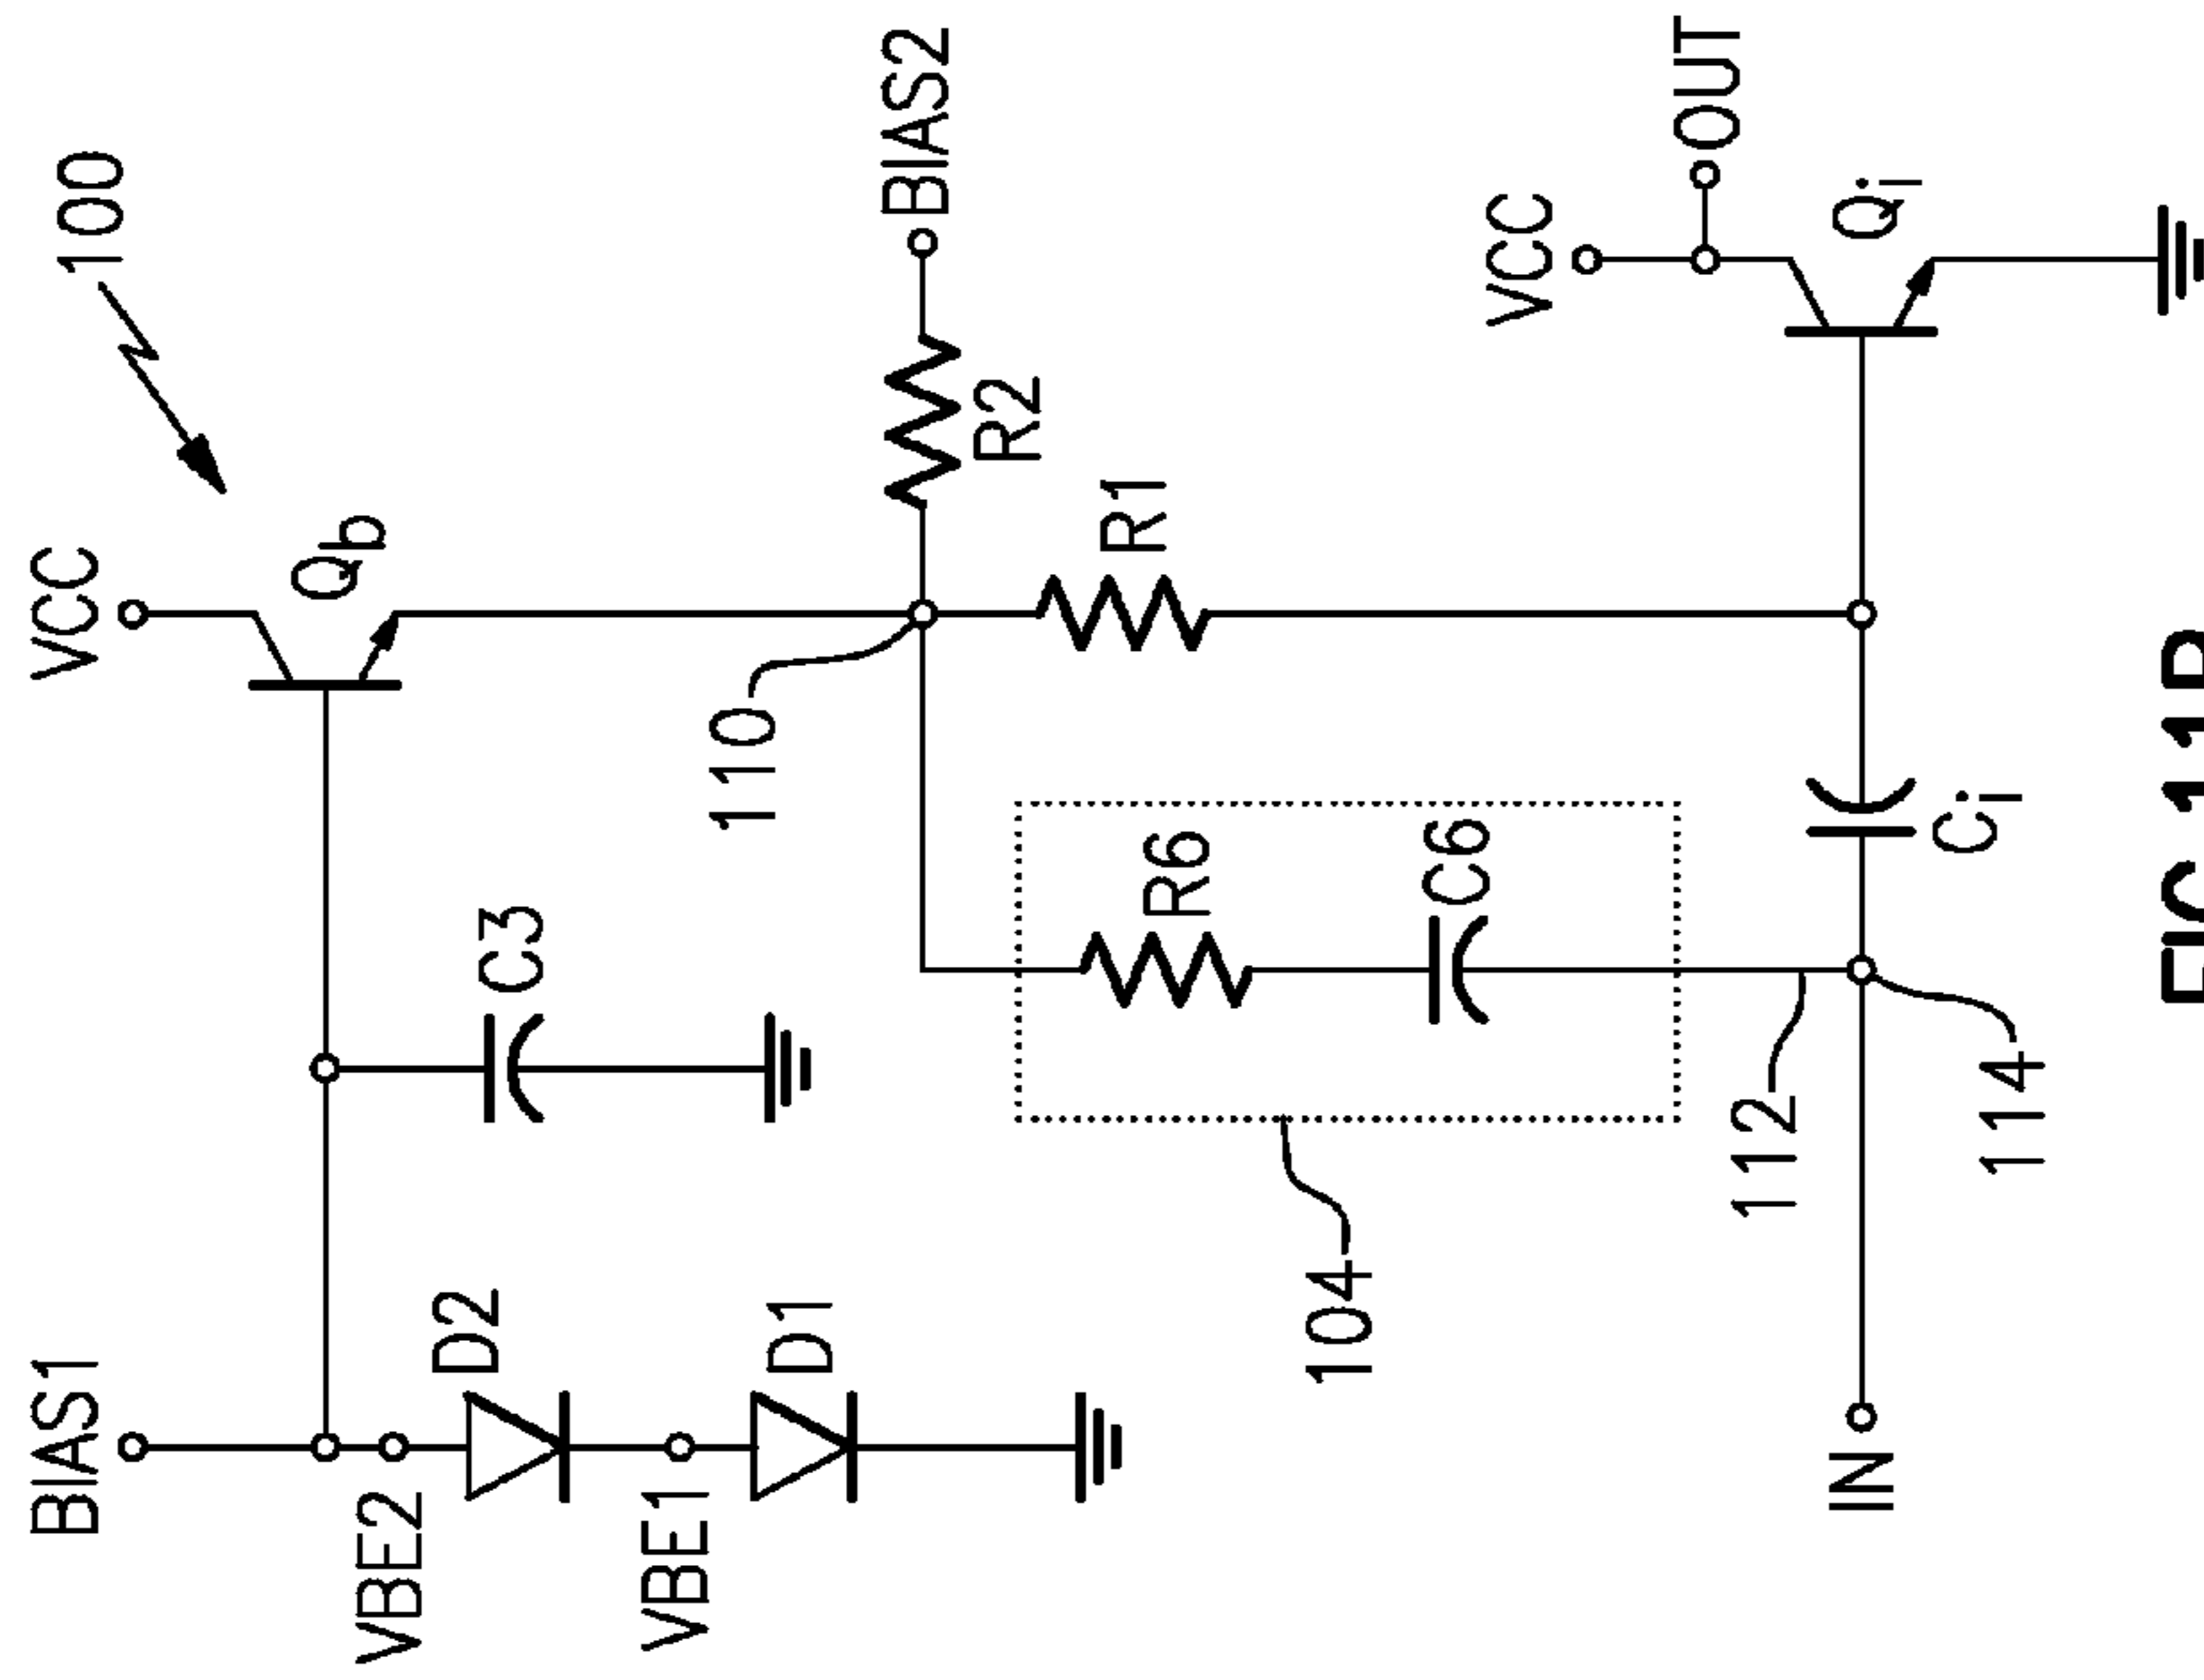 BIAS1
VCC
100
Qb
VBE2
D2
C3
VBE1
110
D1
BIAS2
R2
R1
R6
104
C6
VCC
OUT
112
IN
Qi
Ci
114